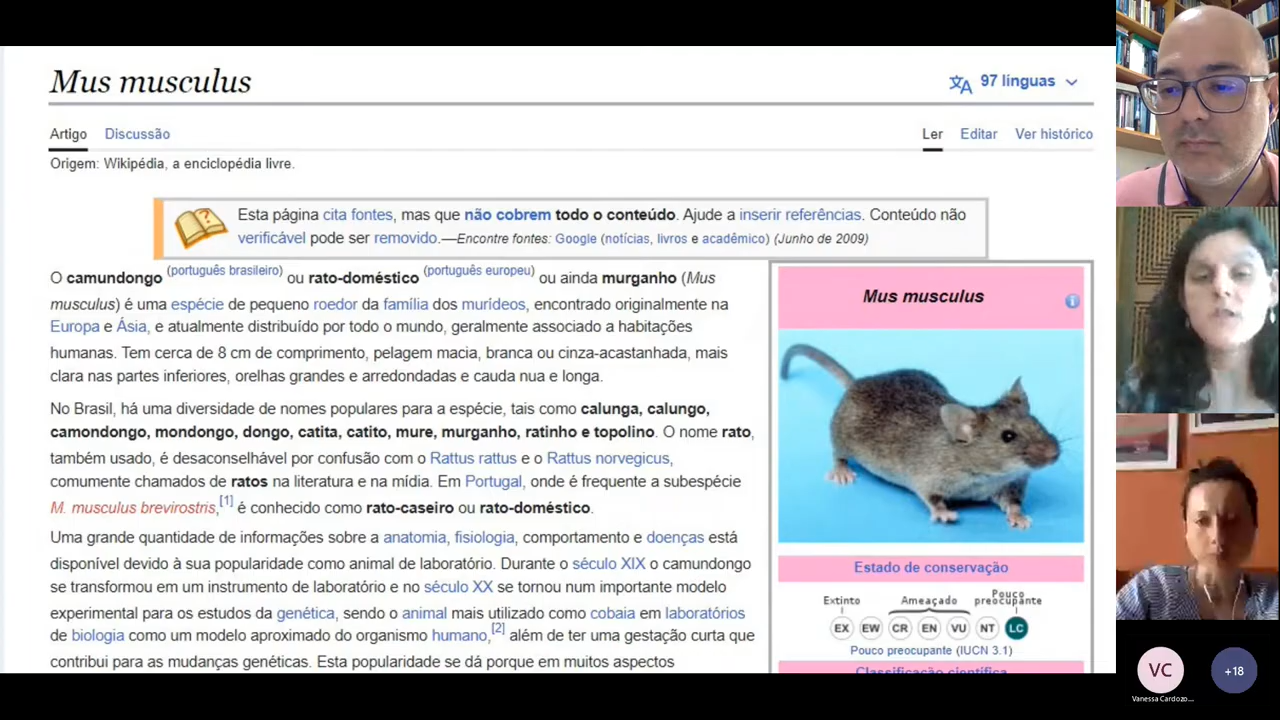 Mus musculus
97 línguas
Artigo Discussão
Ler Editar Ver histórico
Origem: Wikipédia, a enciclopédia livre.
Esta página cita fontes, mas que não cobrem todo o conteúdo. Ajude a inserir referências. Conteúdo não
verificável pode ser removido.—Encontre fontes: Google (notícias, livros e acadêmico) (Junho de 2009)
O camundongo (português brasileiro) ou rato-doméstico (português europeu) ou ainda murganho (Mus
musculus) é uma espécie de pequeno roedor da família dos murídeos, encontrado originalmente na
Europa e Ásia, e atualmente distribuído por todo o mundo, geralmente associado a habitações
humanas. Tem cerca de 8 cm de comprimento, pelagem macia, branca ou cinza-acastanhada, mais
clara nas partes inferiores, orelhas grandes e arredondadas e cauda nua e longa.
No Brasil, há uma diversidade de nomes populares para a espécie, tais como calunga, calungo,
camondongo, mondongo, dongo, catita, catito, mure, murganho, ratinho e topolino. O nome rato,
também usado, é desaconselhável por confusão com o Rattus rattus e o Rattus norvegicus,
comumente chamados de ratos na literatura e na mídia. Em Portugal, onde é frequente a subespécie
M. musculus brevirostris,[1] é conhecido como rato-caseiro ou rato-doméstico.
Uma grande quantidade de informações sobre a anatomia, fisiologia, comportamento e doenças está
disponível devido à sua popularidade como animal de laboratório. Durante o século XIX o camundongo
se transformou em um instrumento de laboratório e no século XX se tornou num importante modelo
experimental para os estudos da genética, sendo o animal mais utilizado como cobaia em laboratórios
de biologia como um modelo aproximado do organismo humano,[2] além de ter uma gestação curta que
contribui para as mudanças genéticas. Esta popularidade se dá porque em muitos aspectos
Mus musculus
Estado de conservação
Extinto Ameaçado Pouco preocupante
EX EW CR EN VU NT LC
Pouco preocupante (IUCN 3.1)
Classificação científica
VC
+18
Vanessa Cardozo...